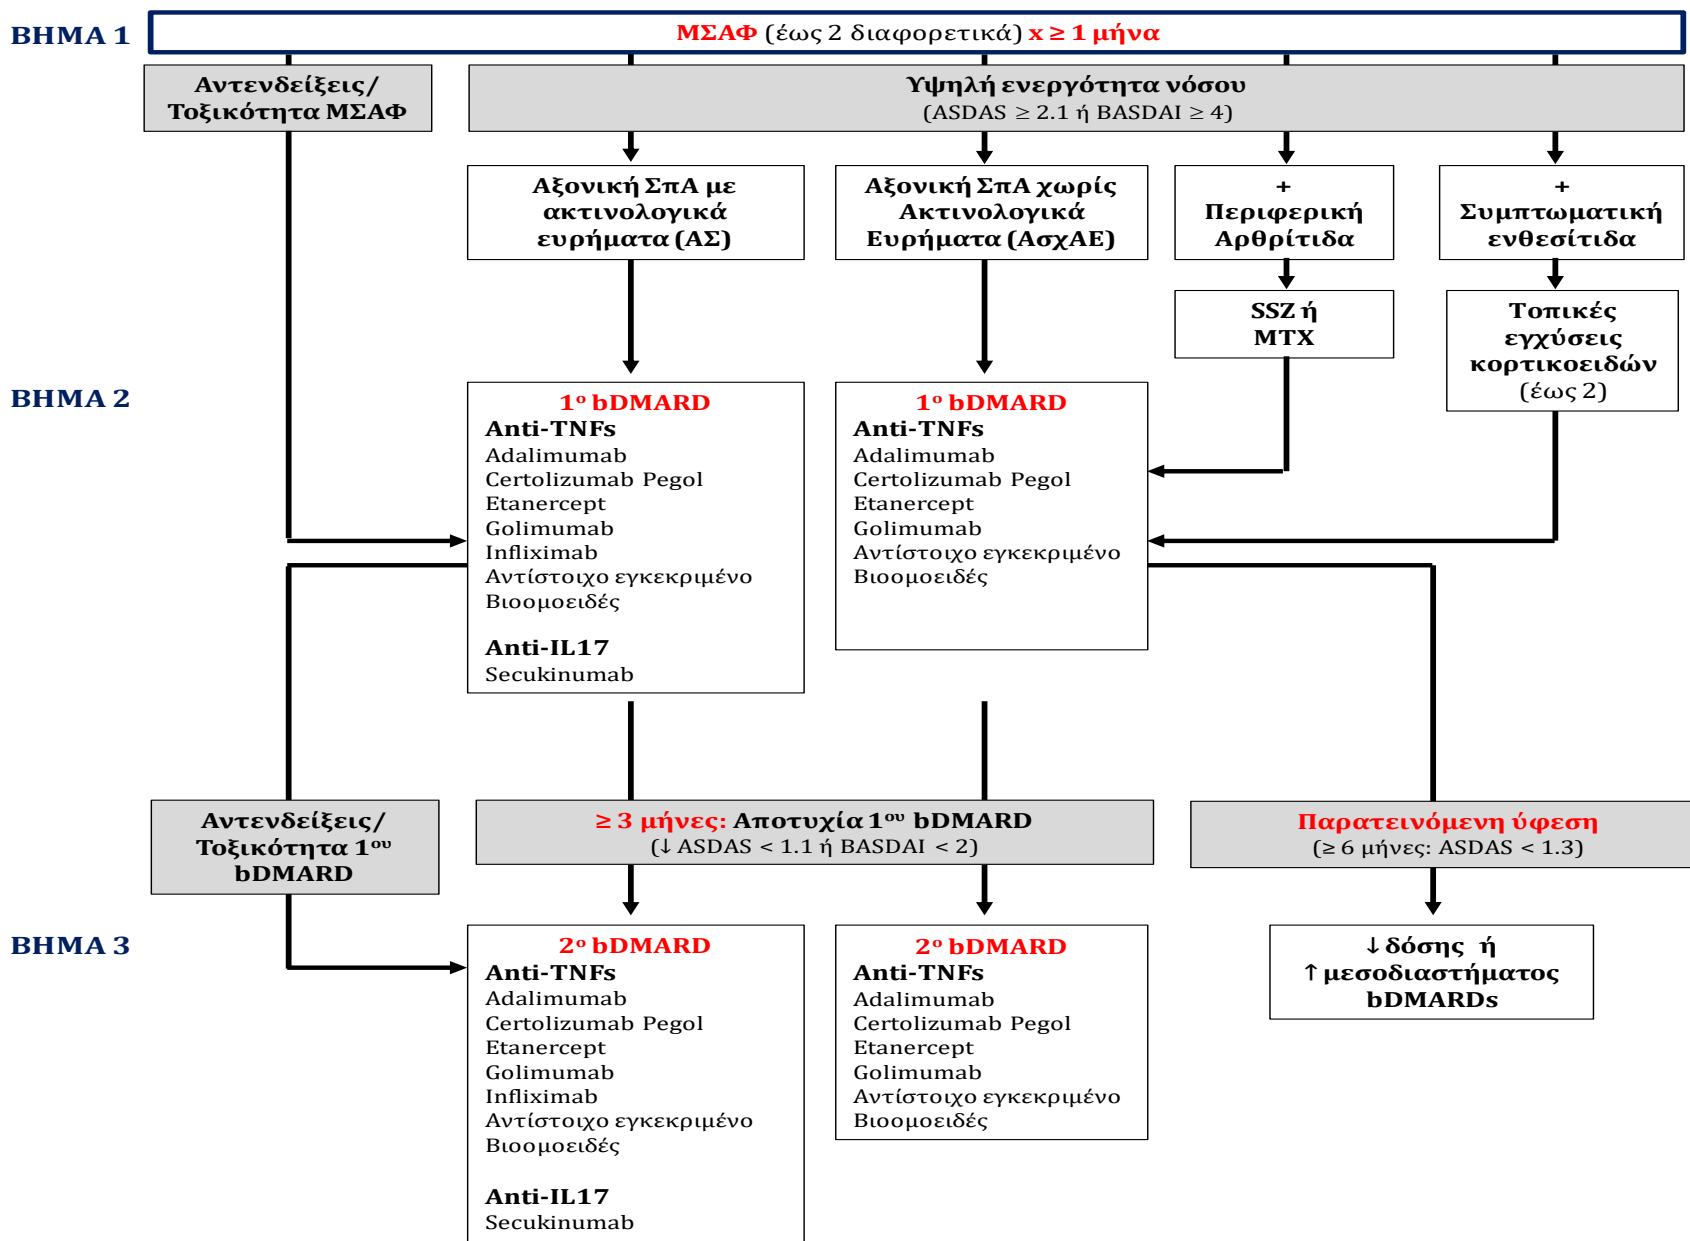 ΒΗΜΑ 1
ΜΣΑΦ (έως 2 διαφορετικά) x ≥ 1 μήνα
Αντενδείξεις/
Τοξικότητα ΜΣΑΦ
Υψηλή ενεργότητα νόσου
(ASDAS ≥ 2.1 ή BASDAI ≥ 4)
Αξονική ΣπΑ με
ακτινολογικά
ευρήματα (ΑΣ)
Αξονική ΣπΑ χωρίς
Ακτινολογικά
Ευρήματα (ΑσχΑΕ)
+
Περιφερική
Αρθρίτιδα
+
Συμπτωματική
ενθεσίτιδα
SSZ ή
MTX
Τοπικές
εγχύσεις
κορτικοειδών
(έως 2)
ΒΗΜΑ 2
1ο bDMARD
Anti-TNFs
Adalimumab
Certolizumab Pegol
Etanercept
Golimumab
Infliximab
Αντίστοιχο εγκεκριμένο
Βιοομοειδές
Anti-IL17
Secukinumab
1ο bDMARD
Anti-TNFs
Adalimumab
Certolizumab Pegol
Etanercept
Golimumab
Αντίστοιχο εγκεκριμένο
Βιοομοειδές
Αντενδείξεις/
Τοξικότητα 1ου
bDMARD
≥ 3 μήνες: Αποτυχία 1ου bDMARD
(↓ ASDAS < 1.1 ή BASDAI < 2)
Παρατεινόμενη ύφεση
(≥ 6 μήνες: ASDAS < 1.3)
ΒΗΜΑ 3
2ο bDMARD
Anti-TNFs
Adalimumab
Certolizumab Pegol
Etanercept
Golimumab
Infliximab
Αντίστοιχο εγκεκριμένο
Βιοομοειδές
Anti-IL17
Secukinumab
2ο bDMARD
Anti-TNFs
Adalimumab
Certolizumab Pegol
Etanercept
Golimumab
Αντίστοιχο εγκεκριμένο
Βιοομοειδές
↓ δόσης ή
↑ μεσοδιαστήματος
bDMARDs